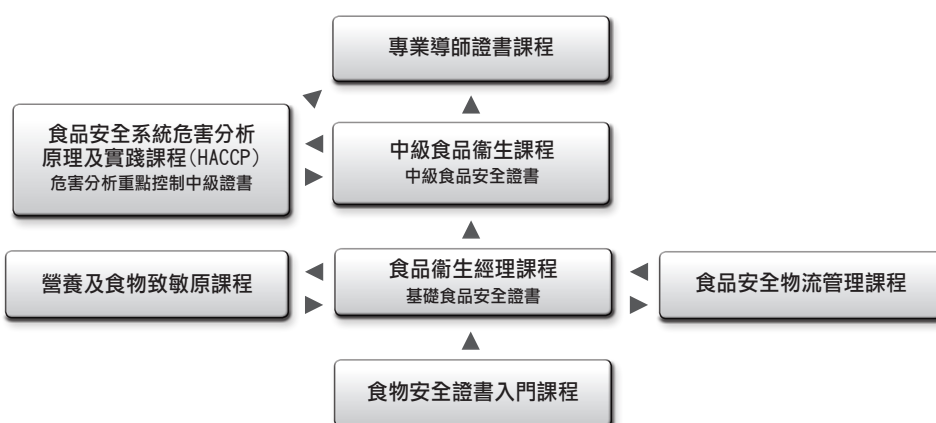 專業導師證書課程
食品安全系統危害分析
原理及實踐課程(HACCP)
危害分析重點控制中級證書
中級食品衞生課程
中級食品安全證書
營養及食物致敏原課程
食品衞生經理課程
基礎食品安全證書
食品安全物流管理課程
食物安全證書入門課程